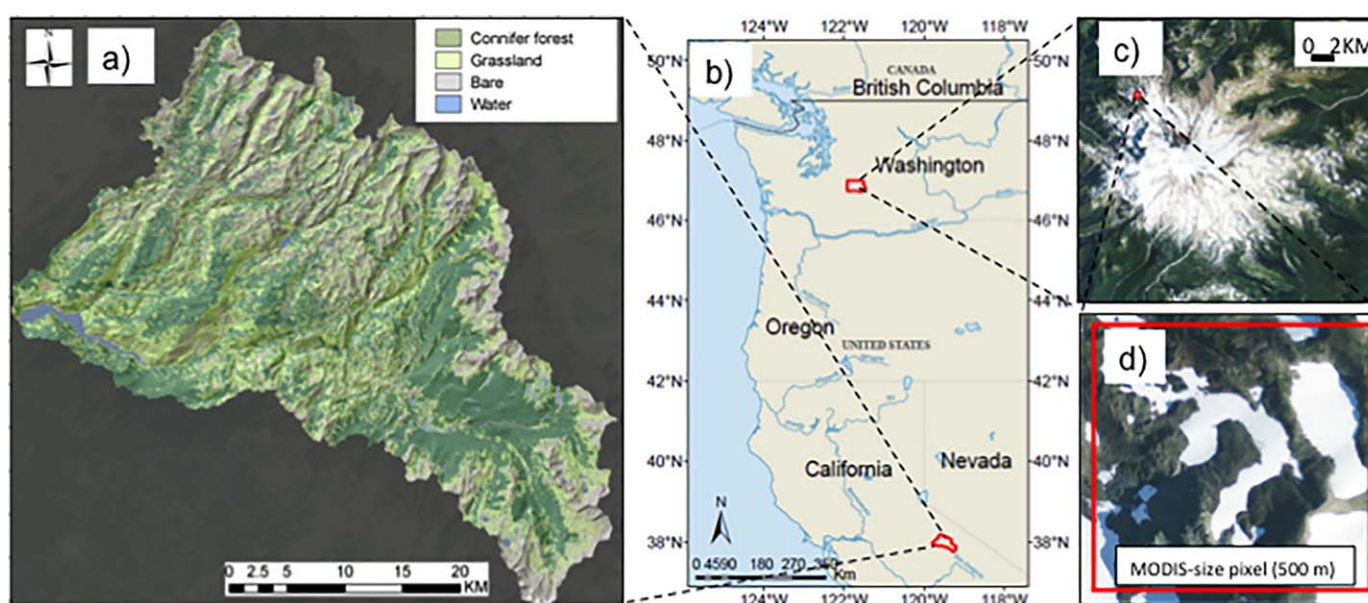 N
a)
Connifer forest
Grassland
Bare
Water
0 2.5 5 10 15 20
KM
124°W 122°W 120°W 118°W
b)
50°N
50°N
CANADA
British Columbia
48°N
48°N
Washington
46°N
46°N
44°N
44°N
Oregon
UNITED STATES
42°N
42°N
40°N
40°N
California
Nevada
N
38°N
38°N
0 4590 180 270 360
Km
124°W 122°W 120°W 118°W
c)
0 2KM
d)
MODIS-size pixel (500 m)